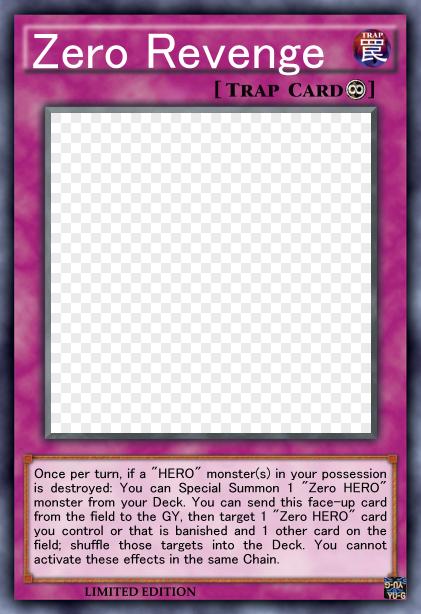 Zero Revenge
TRAP
罠
[ TRAP CARD ]
Once per turn, if a "HERO" monster(s) in your possession
is destroyed: You can Special Summon 1 "Zero HERO"
monster from your Deck. You can send this face-up card
from the field to the GY, then target 1 "Zero HERO" card
you control or that is banished and 1 other card on the
field; shuffle those targets into the Deck. You cannot
activate these effects in the same Chain.
LIMITED EDITION